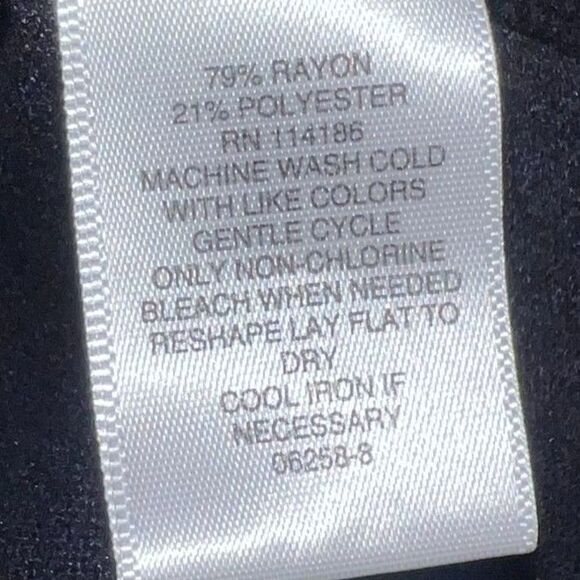 79% RAYON
21% POLYESTER
RN 114186
MACHINE WASH COLD
WITH LIKE COLORS
GENTLE CYCLE
ONLY NON-CHLORINE
BLEACH WHEN NEEDED
RESHAPE LAY FLAT TO
DRY
COOL IRON IF
NECESSARY
06258-8